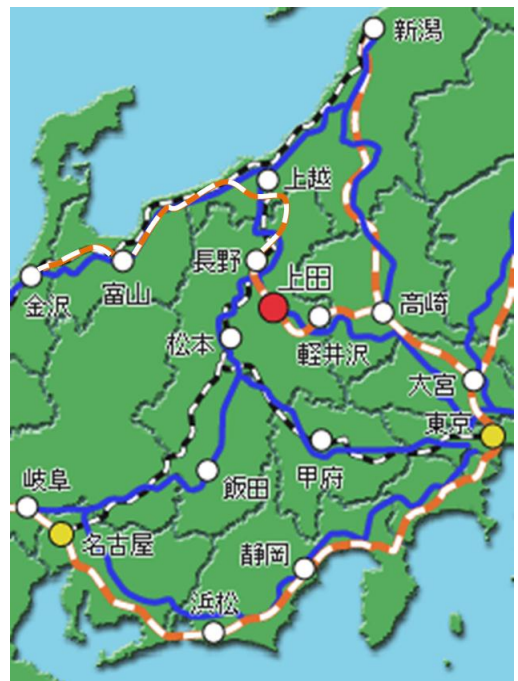 新潟
上越
長野
上田
金沢
富山
高崎
松本
軽井沢
大宮
東京
岐阜
飯田
甲府
名古屋
静岡
浜松